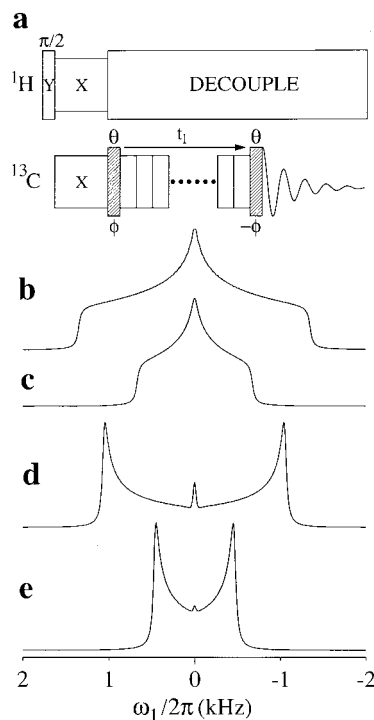 a
π/2
¹H Y X DECOUPLE
θ t₁ θ
¹³C X
ϕ -ϕ
b
c
d
e
2 1 0 -1 -2
ω₁/2π (kHz)